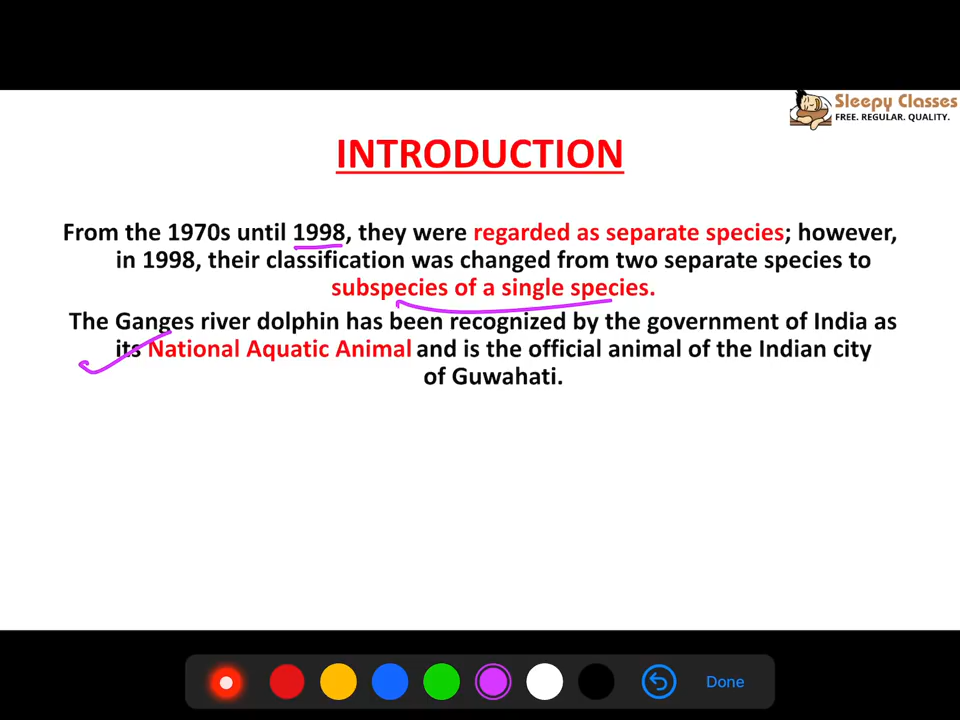 Sleepy Classes
FREE. REGULAR. QUALITY.
INTRODUCTION
From the 1970s until 1998, they were regarded as separate species; however,
in 1998, their classification was changed from two separate species to
subspecies of a single species.
The Ganges river dolphin has been recognized by the government of India as
its National Aquatic Animal and is the official animal of the Indian city
of Guwahati.
Done